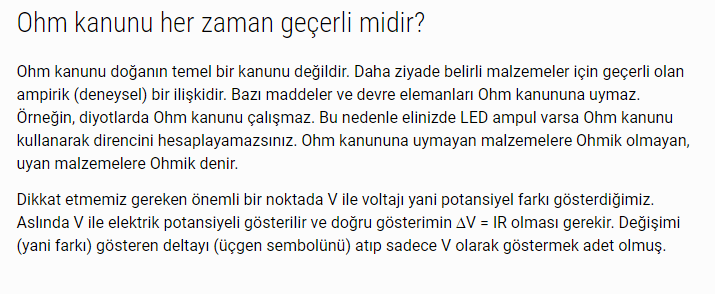 Ohm kanunu her zaman geçerli midir?
Ohm kanunu doğanın temel bir kanunu değildir. Daha ziyade belirli malzemeler için geçerli olan
ampirik (deneysel) bir ilişkidir. Bazı maddeler ve devre elemanları Ohm kanununa uymaz.
Örneğin, diyotlarda Ohm kanunu çalışmaz. Bu nedenle elinizde LED ampul varsa Ohm kanunu
kullanarak direncini hesaplayamazsınız. Ohm kanununa uymayan malzemelere Ohmik olmayan,
uyan malzemelere Ohmik denir.
Dikkat etmemiz gereken önemli bir noktada V ile voltajı yani potansiyel farkı gösterdiğimiz.
Aslında V ile elektrik potansiyeli gösterilir ve doğru gösterimin ΔV = IR olması gerekir. Değişimi
(yani farkı) gösteren deltayı (üçgen sembolünü) atıp sadece V olarak göstermek adet olmuş.